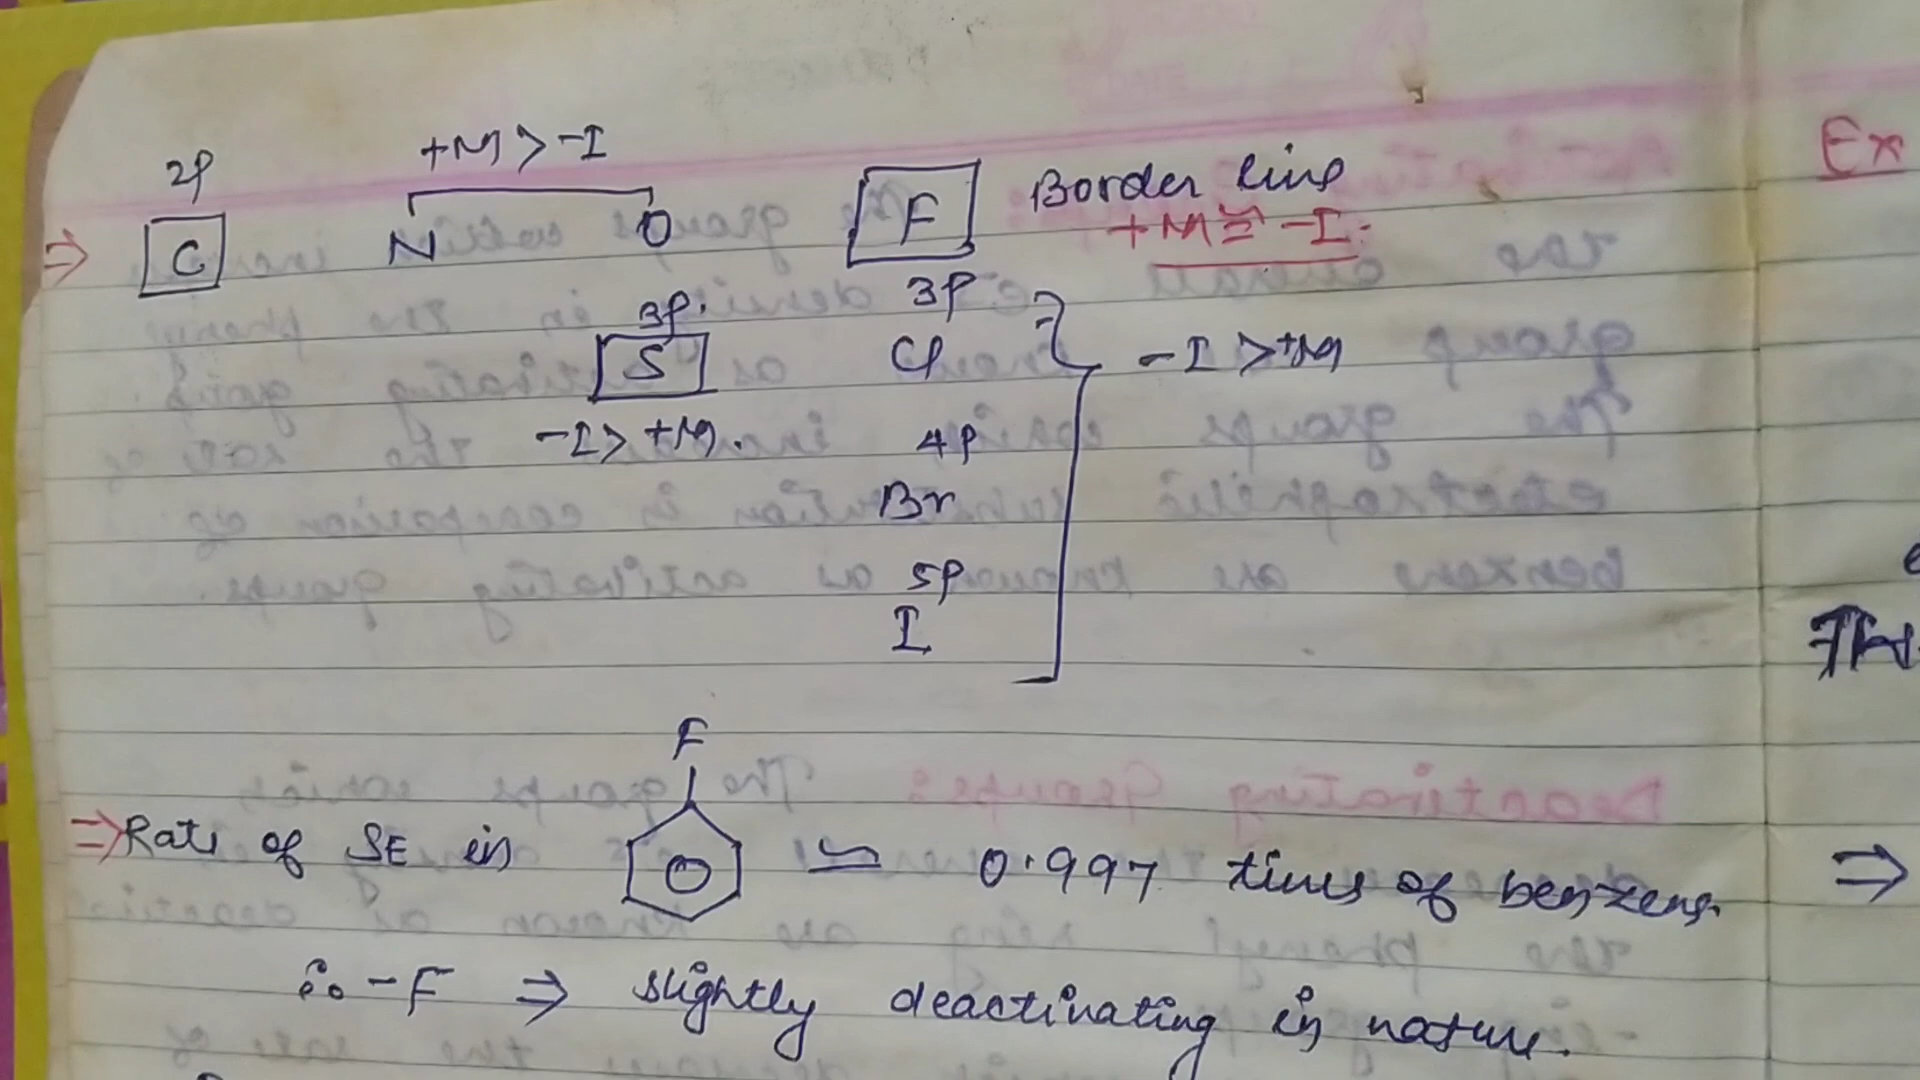 2p +M > -I
⇒ C N O F Border line
+M ≅ -I.
3p. 3p
S Cl -I > +M
-I > +M. 4p
Br
5p
I
F
⇒ Rate of SE in ≃ 0.997 times of benzene.
∴ -F ⇒ slightly deactivating in nature.
Ex
⇒